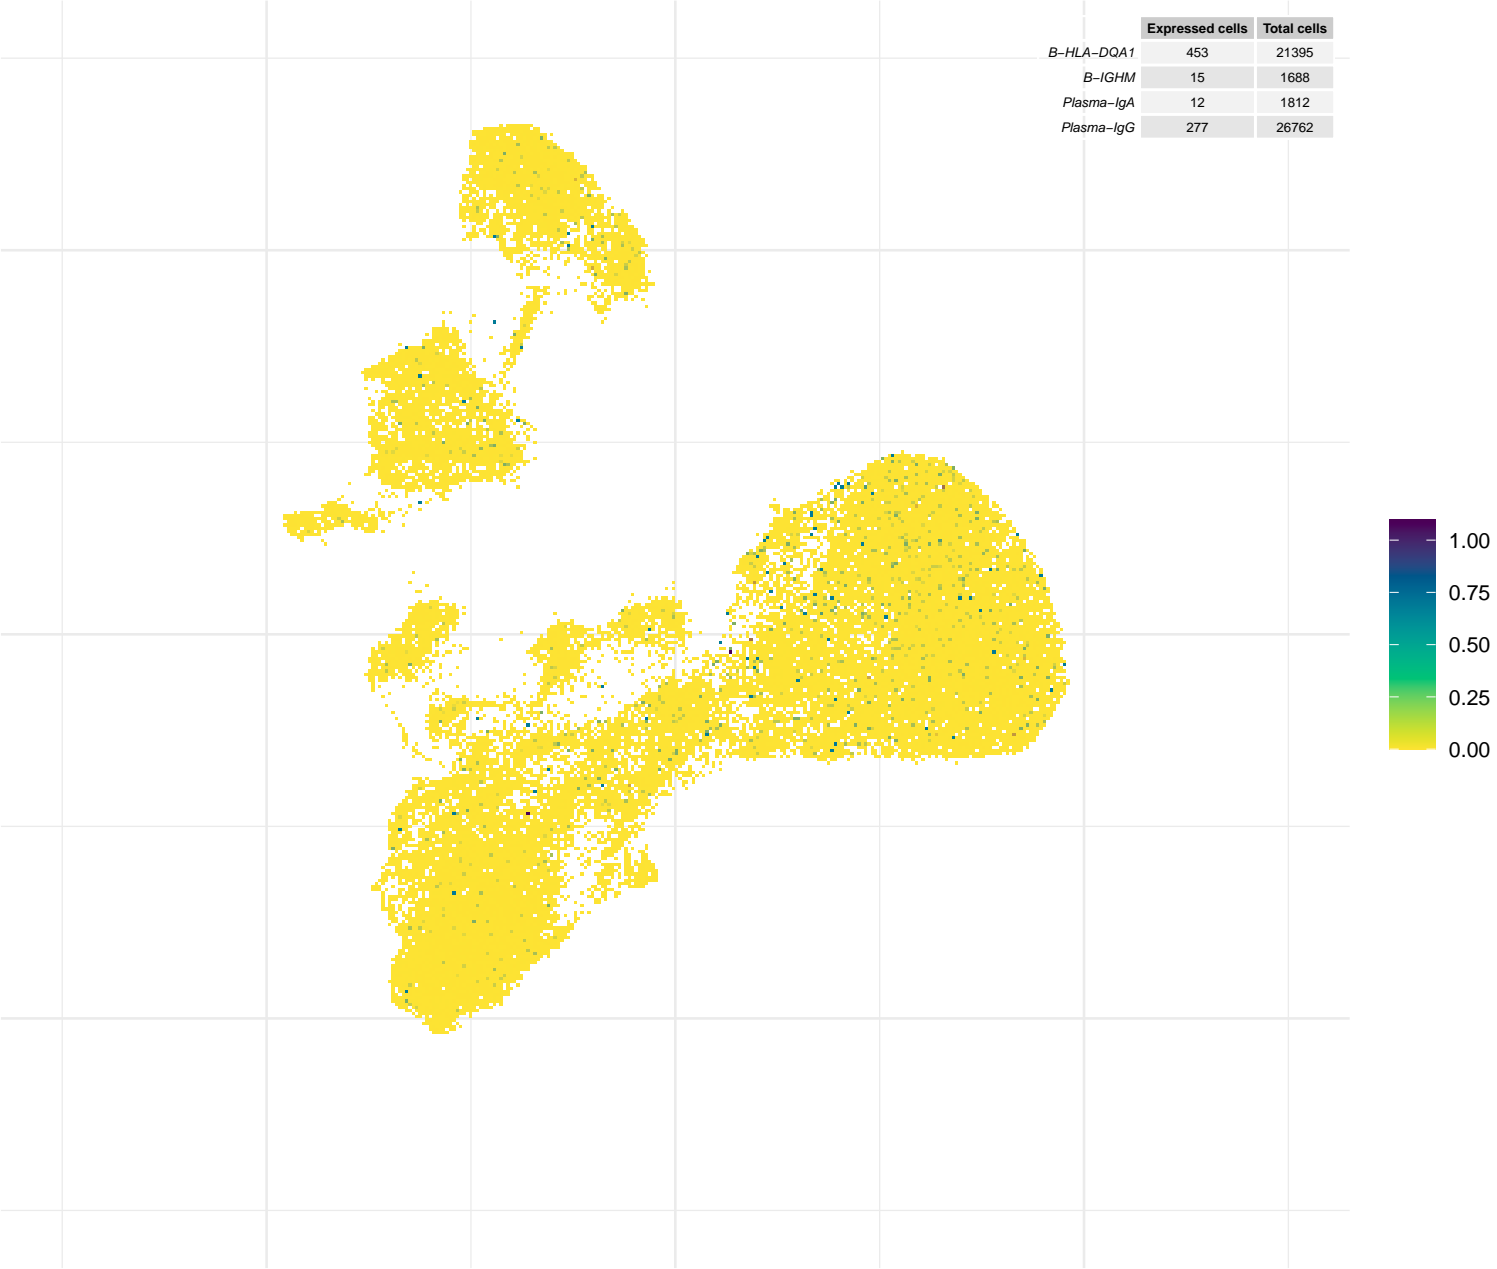 Expressed cells Total cells
B−HLA−DQA1 453 21395
B−IGHM 15 1688
Plasma−IgA 12 1812
Plasma−IgG 277 26762
1.00
0.75
0.50
0.25
0.00